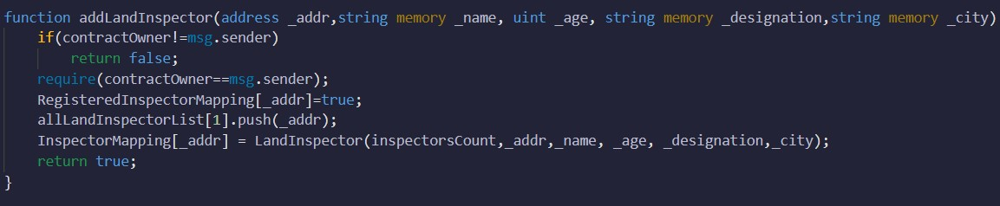 function addLandInspector(address _addr,string memory _name, uint _age, string memory _designation,string memory _city)
if(contractOwner!=msg.sender)
return false;
require(contractOwner==msg.sender);
RegisteredInspectorMapping[_addr]=true;
allLandInspectorList[1].push(_addr);
InspectorMapping[_addr] = LandInspector(inspectorsCount,_addr,_name, _age, _designation,_city);
return true;
}